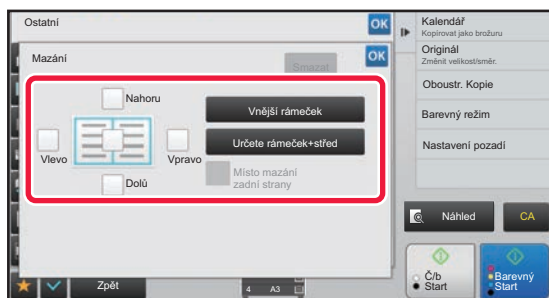 Ostatní
OK
Mazání
Smazat
OK
Nahoru
Vlevo
Vpravo
Dolů
Vnější rámeček
Určete rámeček+střed
Místo mazání
zadní strany
Zpět
4 A3
Kalendář
Kopírovat jako brožuru
Originál
Změnit velikost/směr.
Oboustr. Kopie
Barevný režim
Nastavení pozadí
Náhled
CA
Č/b
Start
Barevný
Start